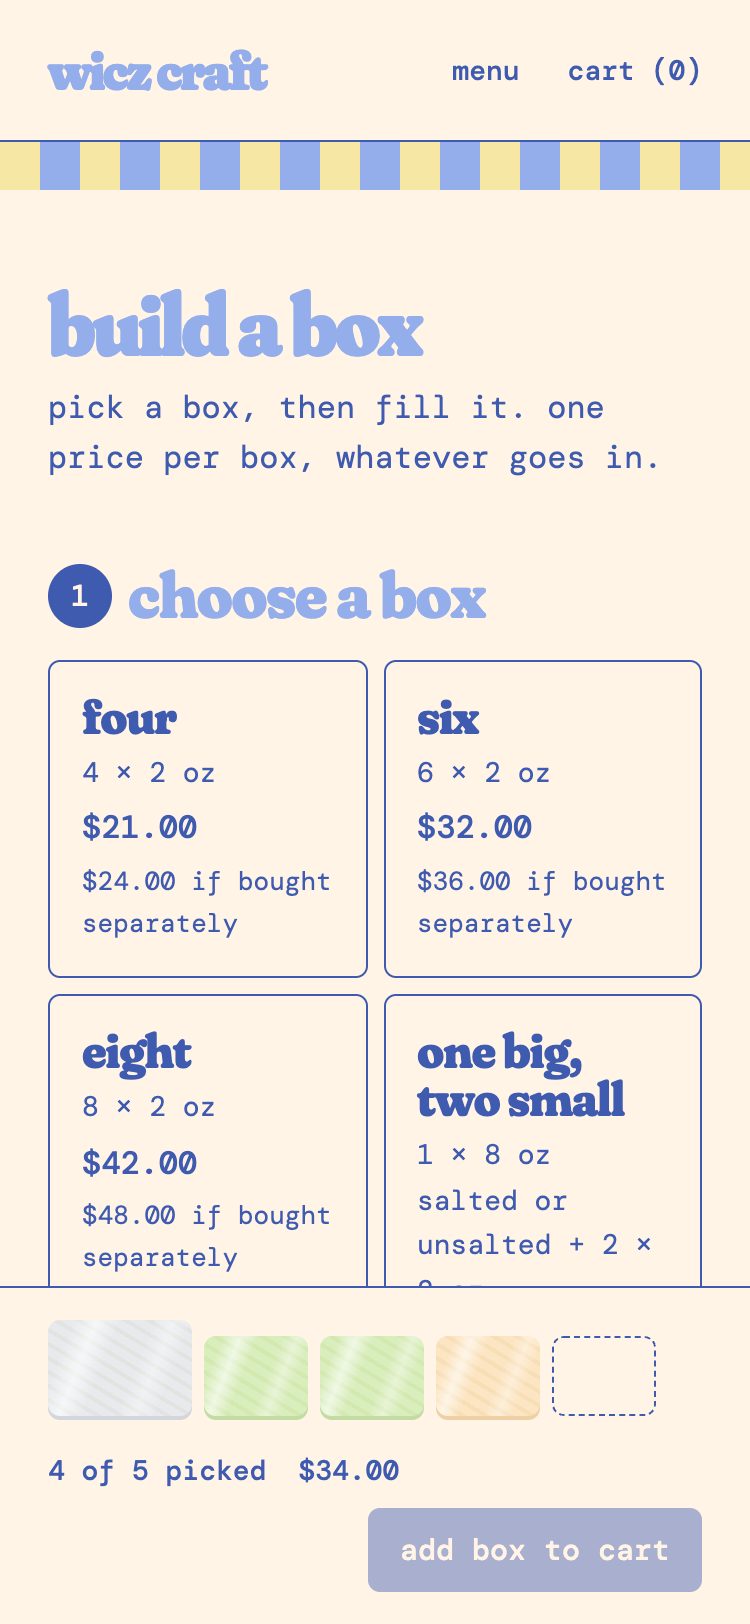 wicz craft
menu cart (0)
build a box
pick a box, then fill it. one
price per box, whatever goes in.
1 choose a box
four
4 × 2 oz
$21.00
$24.00 if bought
separately
six
6 × 2 oz
$32.00
$36.00 if bought
separately
eight
8 × 2 oz
$42.00
$48.00 if bought
separately
one big,
two small
1 × 8 oz
salted or
unsalted + 2 ×
4 of 5 picked $34.00
add box to cart